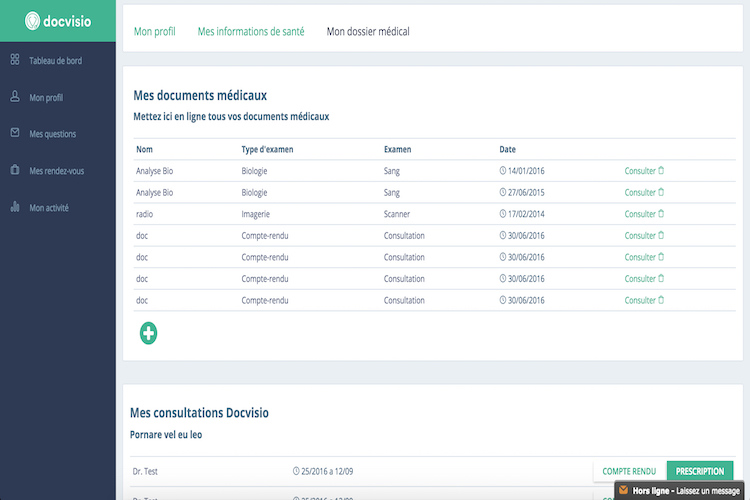 docvisio
Tableau de bord
Mon profil
Mes questions
Mes rendez-vous
Mon activité
Mon profil Mes informations de santé Mon dossier médical
Mes documents médicaux
Mettez ici en ligne tous vos documents médicaux
Nom Type d'examen Examen Date
Analyse Bio Biologie Sang 14/01/2016 Consulter
Analyse Bio Biologie Sang 27/06/2015 Consulter
radio Imagerie Scanner 17/02/2014 Consulter
doc Compte-rendu Consultation 30/06/2016 Consulter
doc Compte-rendu Consultation 30/06/2016 Consulter
doc Compte-rendu Consultation 30/06/2016 Consulter
doc Compte-rendu Consultation 30/06/2016 Consulter
Mes consultations Docvisio
Pornare vel eu leo
Dr. Test 25/2016 a 12/09 COMPTE RENDU PRESCRIPTION
Hors ligne - Laissez un message